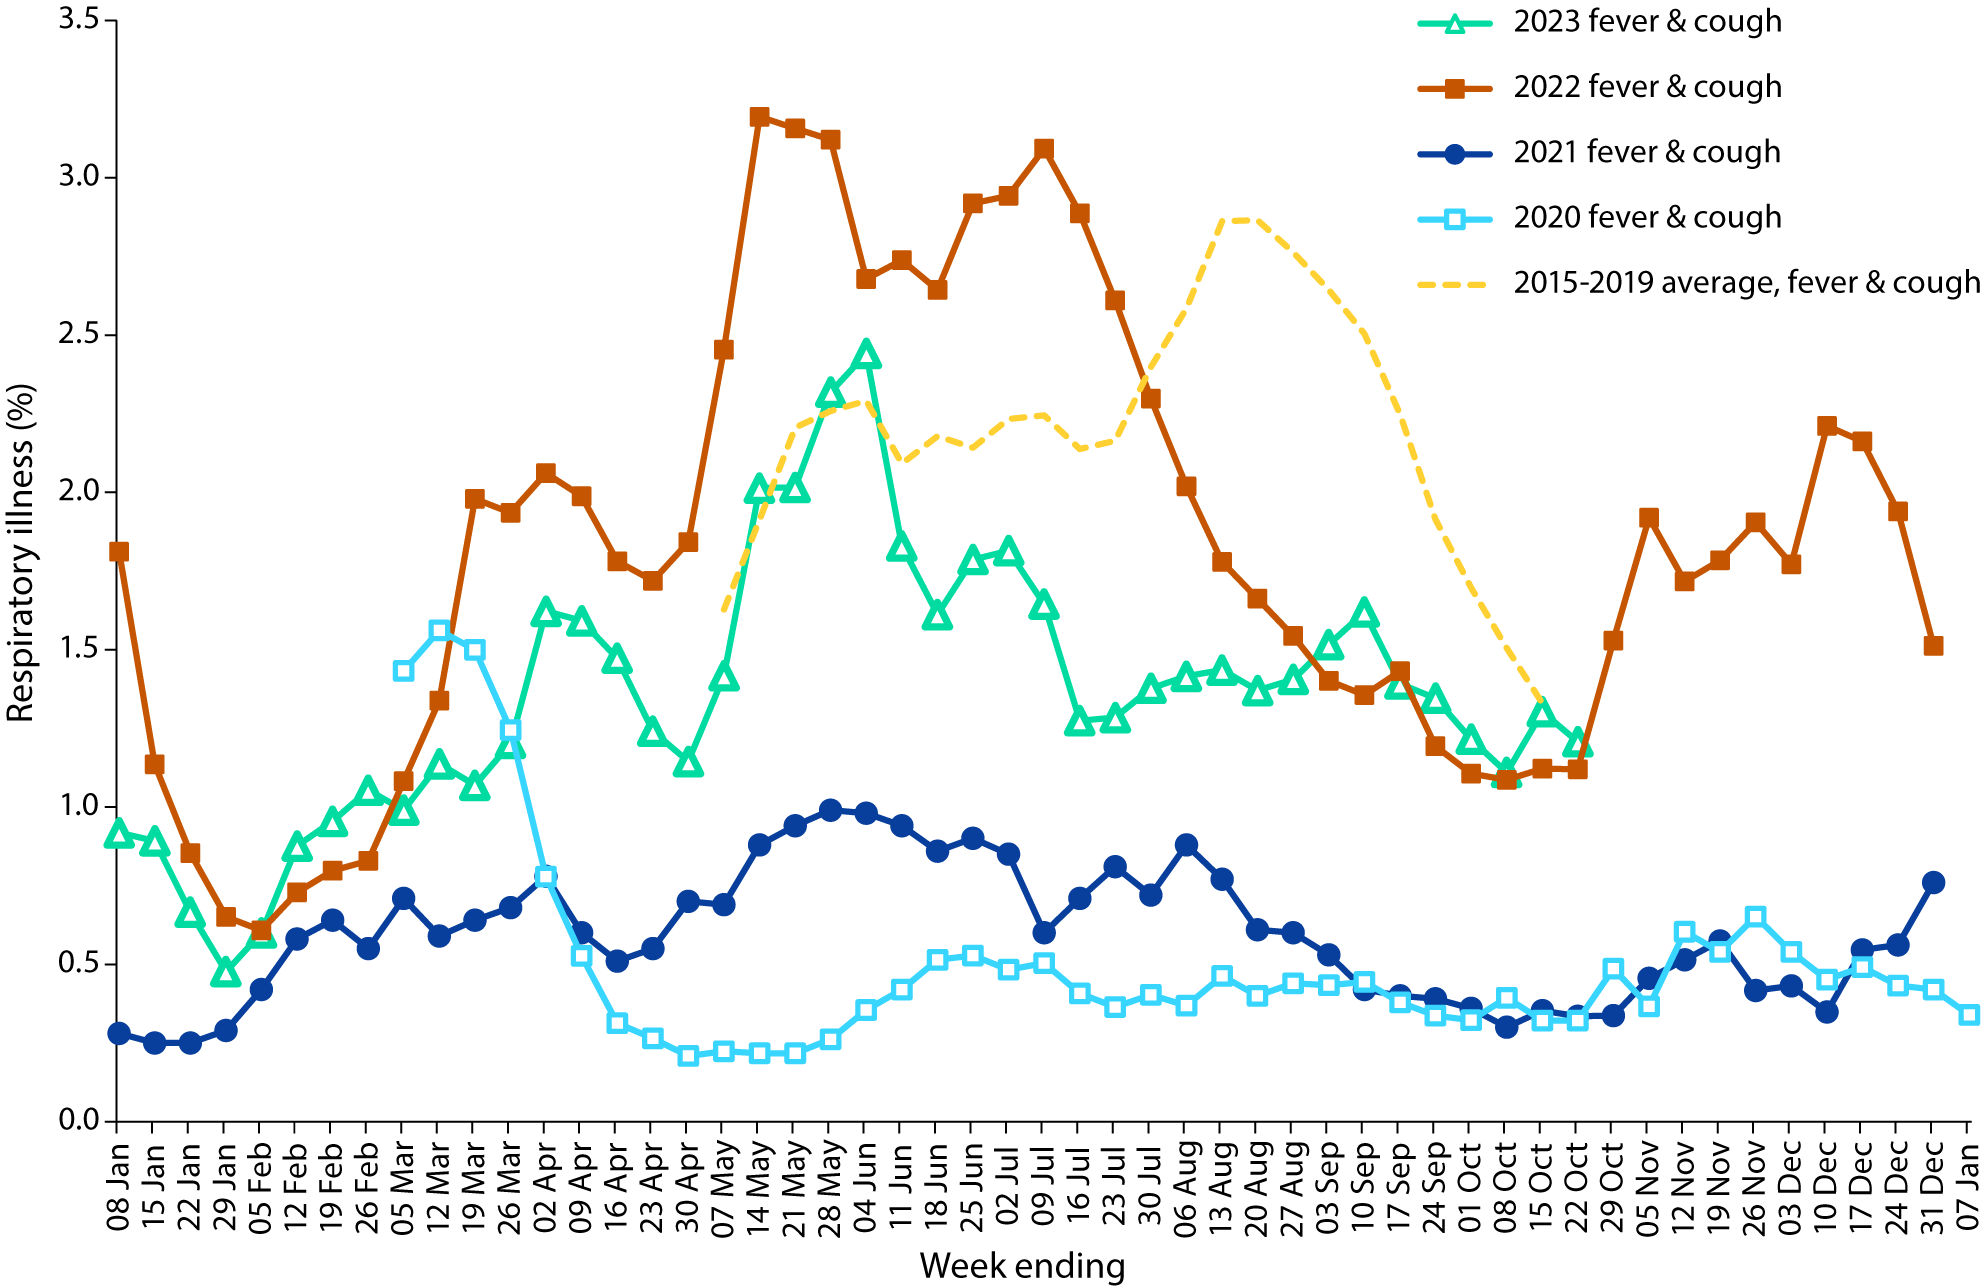 3.5
3.0
2.5
2.0
1.5
1.0
0.5
0.0
Respiratory illness (%)
2023 fever & cough
2022 fever & cough
2021 fever & cough
2020 fever & cough
2015-2019 average, fever & cough
08 Jan
15 Jan
22 Jan
29 Jan
05 Feb
12 Feb
19 Feb
26 Feb
05 Mar
12 Mar
19 Mar
26 Mar
02 Apr
09 Apr
16 Apr
23 Apr
30 Apr
07 May
14 May
21 May
28 May
04 Jun
11 Jun
18 Jun
25 Jun
02 Jul
09 Jul
16 Jul
23 Jul
30 Jul
06 Aug
13 Aug
20 Aug
27 Aug
03 Sep
10 Sep
17 Sep
24 Sep
01 Oct
08 Oct
15 Oct
22 Oct
29 Oct
05 Nov
12 Nov
19 Nov
26 Nov
03 Dec
10 Dec
17 Dec
24 Dec
31 Dec
07 Jan
Week ending